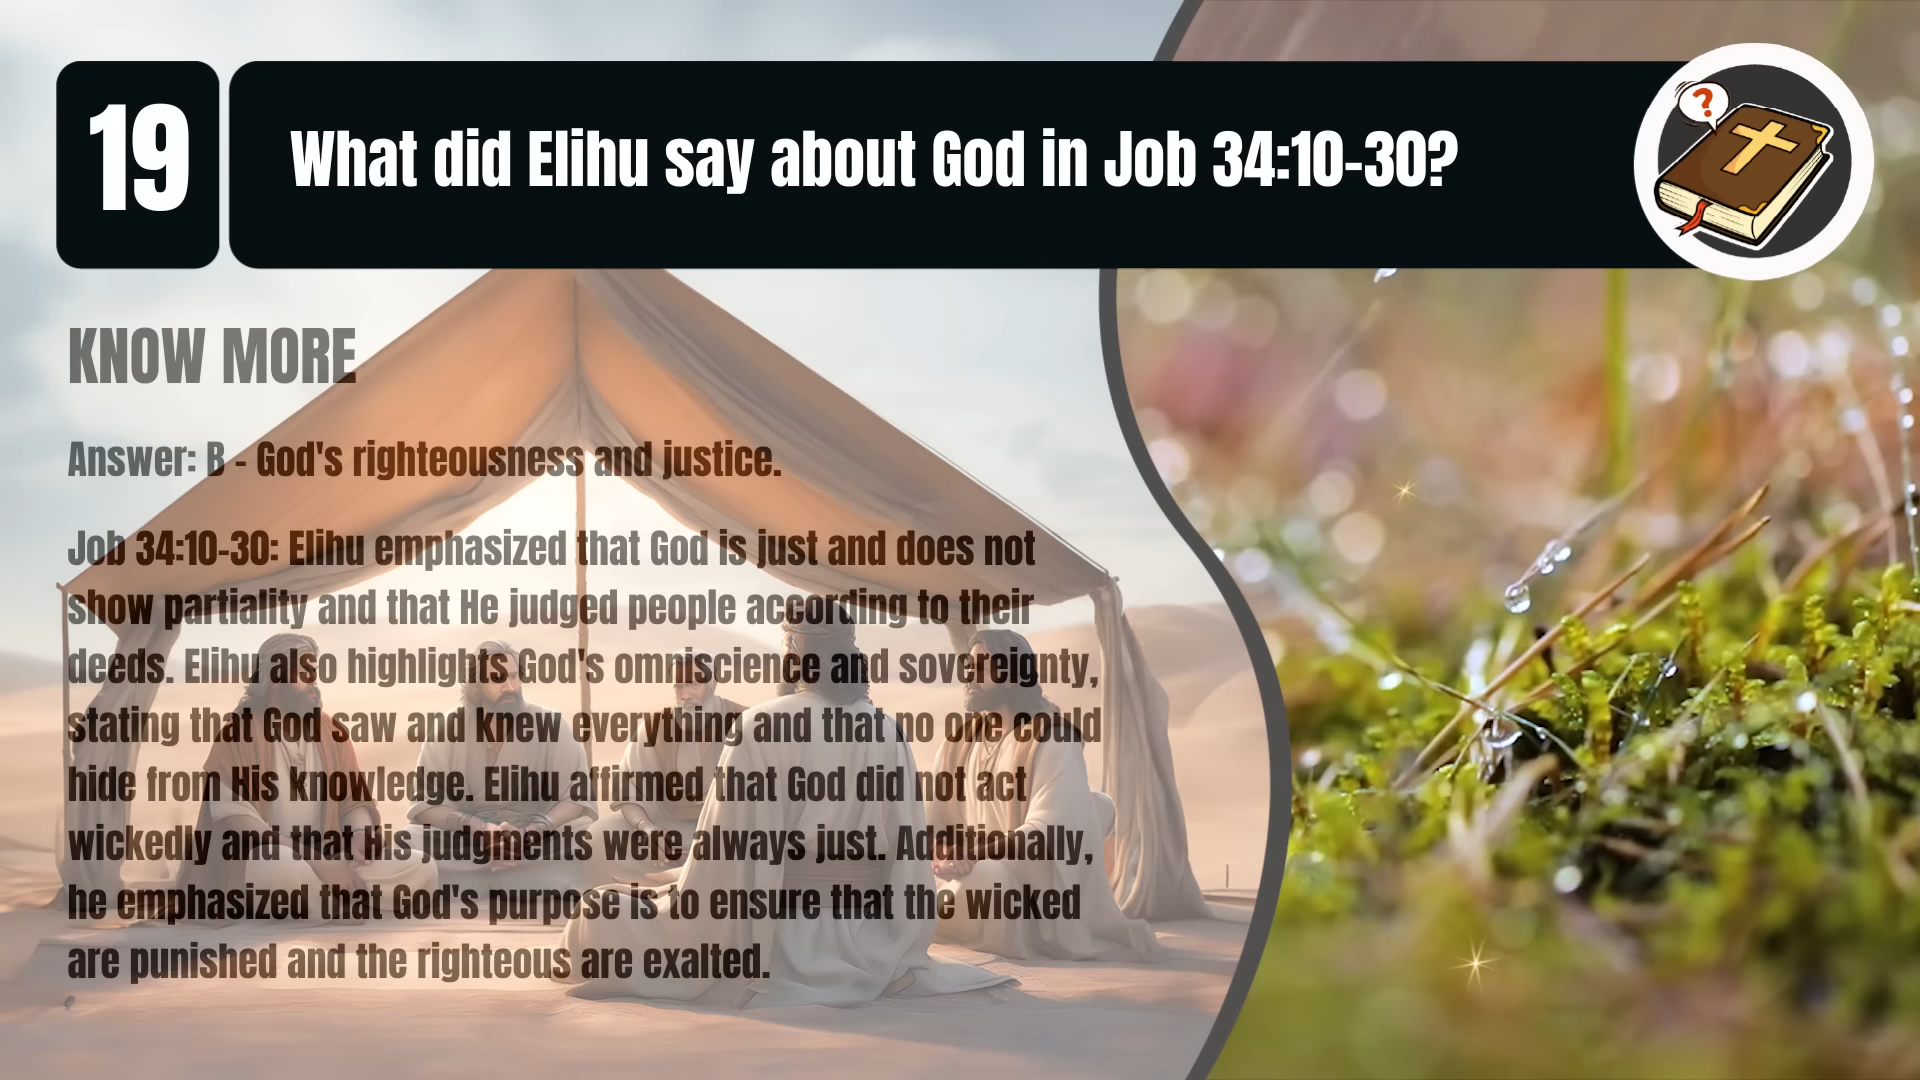 19
What did Elihu say about God in Job 34:10-30?
?
KNOW MORE
Answer: B - God's righteousness and justice.
Job 34:10-30: Elihu emphasized that God is just and does not
show partiality and that He judged people according to their
deeds. Elihu also highlights God's omniscience and sovereignty,
stating that God saw and knew everything and that no one could
hide from His knowledge. Elihu affirmed that God did not act
wickedly and that His judgments were always just. Additionally,
he emphasized that God's purpose is to ensure that the wicked
are punished and the righteous are exalted.